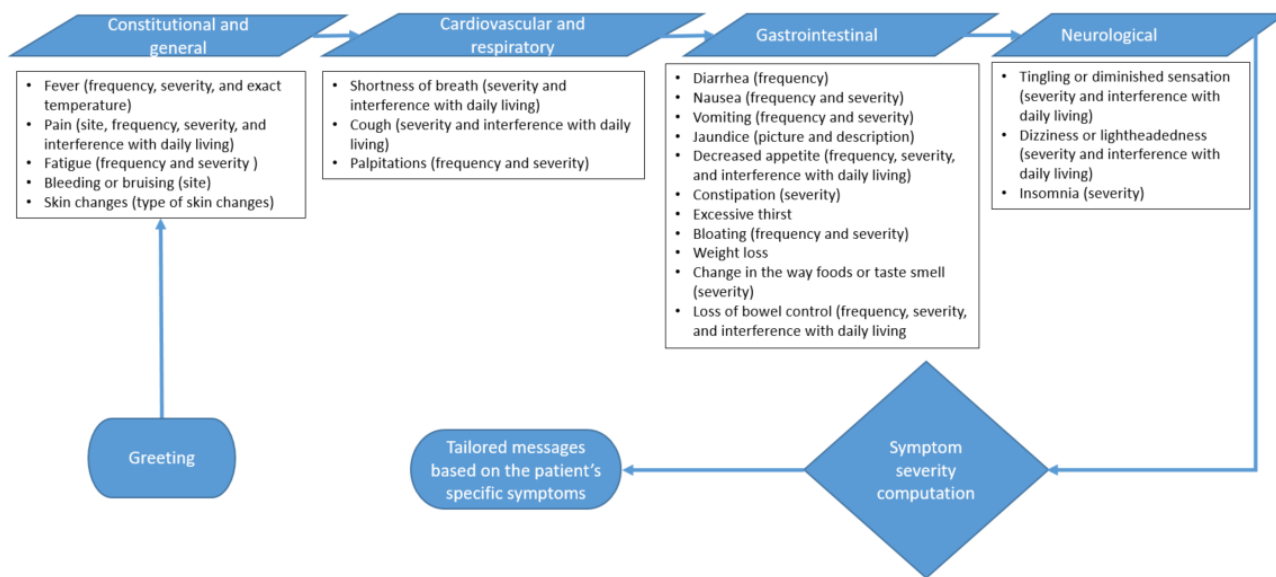 Constitutional and
general
• Fever (frequency, severity, and exact
temperature)
• Pain (site, frequency, severity, and
interference with daily living)
• Fatigue (frequency and severity )
• Bleeding or bruising (site)
• Skin changes (type of skin changes)
Cardiovascular and
respiratory
• Shortness of breath (severity and
interference with daily living)
• Cough (severity and interference with daily
living)
• Palpitations (frequency and severity)
Gastrointestinal
• Diarrhea (frequency)
• Nausea (frequency and severity)
• Vomiting (frequency and severity)
• Jaundice (picture and description)
• Decreased appetite (frequency, severity,
and interference with daily living)
• Constipation (severity)
• Excessive thirst
• Bloating (frequency and severity)
• Weight loss
• Change in the way foods or taste smell
(severity)
• Loss of bowel control (frequency, severity,
and interference with daily living
Neurological
• Tingling or diminished sensation
(severity and interference with
daily living)
• Dizziness or lightheadedness
(severity and interference with
daily living)
• Insomnia (severity)
Greeting
Tailored messages
based on the patient's
specific symptoms
Symptom
severity
computation